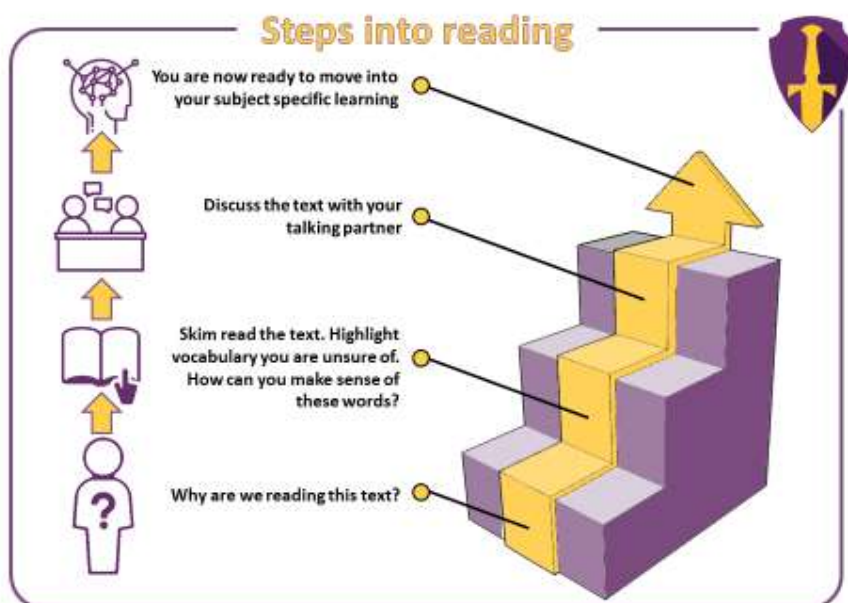 Steps into reading
You are now ready to move into
your subject specific learning
Discuss the text with your
talking partner
Skim read the text. Highlight
vocabulary you are unsure of.
How can you make sense of
these words?
Why are we reading this text?
?